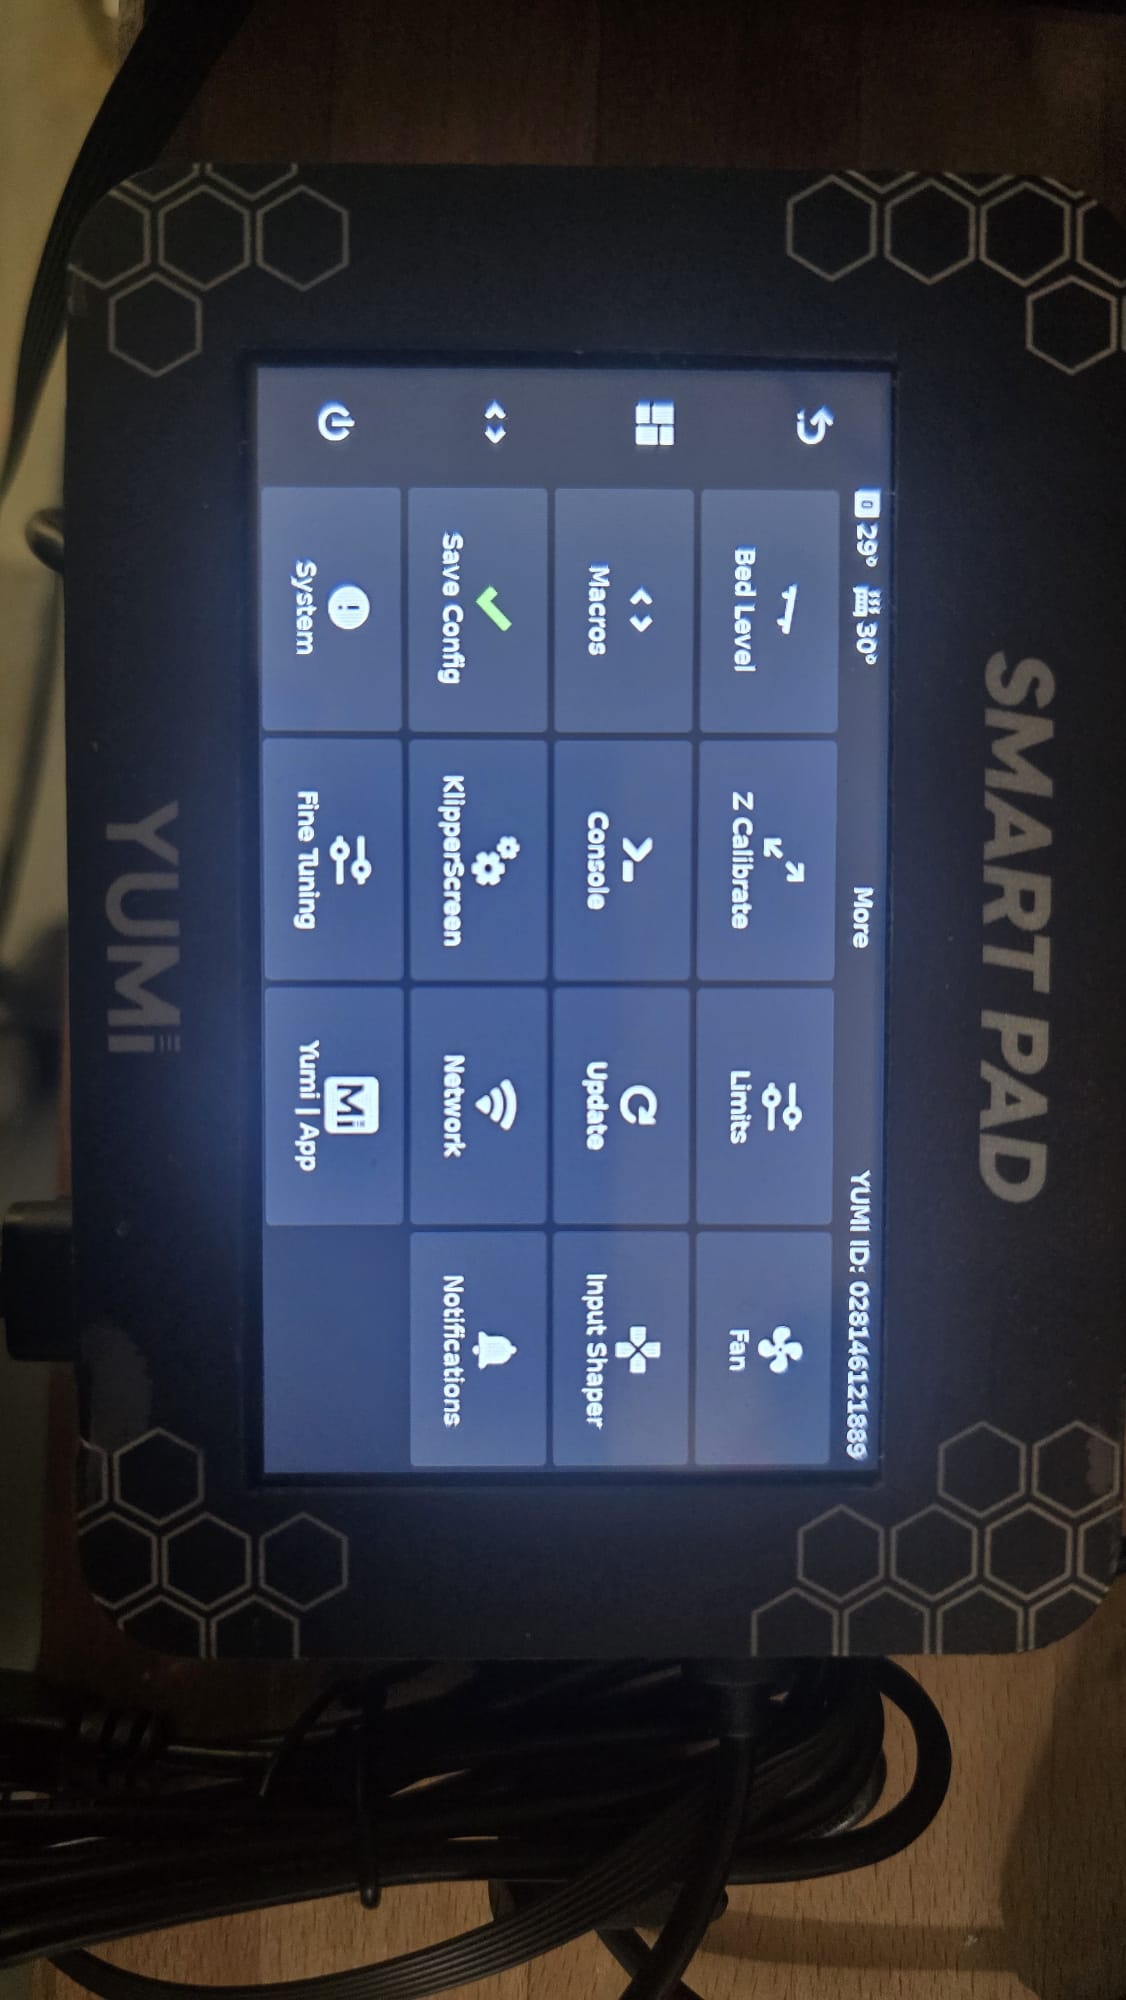 SMART PAD
0 29° 30° More YUMI ID: 028146121889
Bed Level Z Calibrate Limits Fan
Macros Console Update Input Shaper
Save Config KlipperScreen Network Notifications
Mi
System Fine Tuning Yumi | App
YUMi